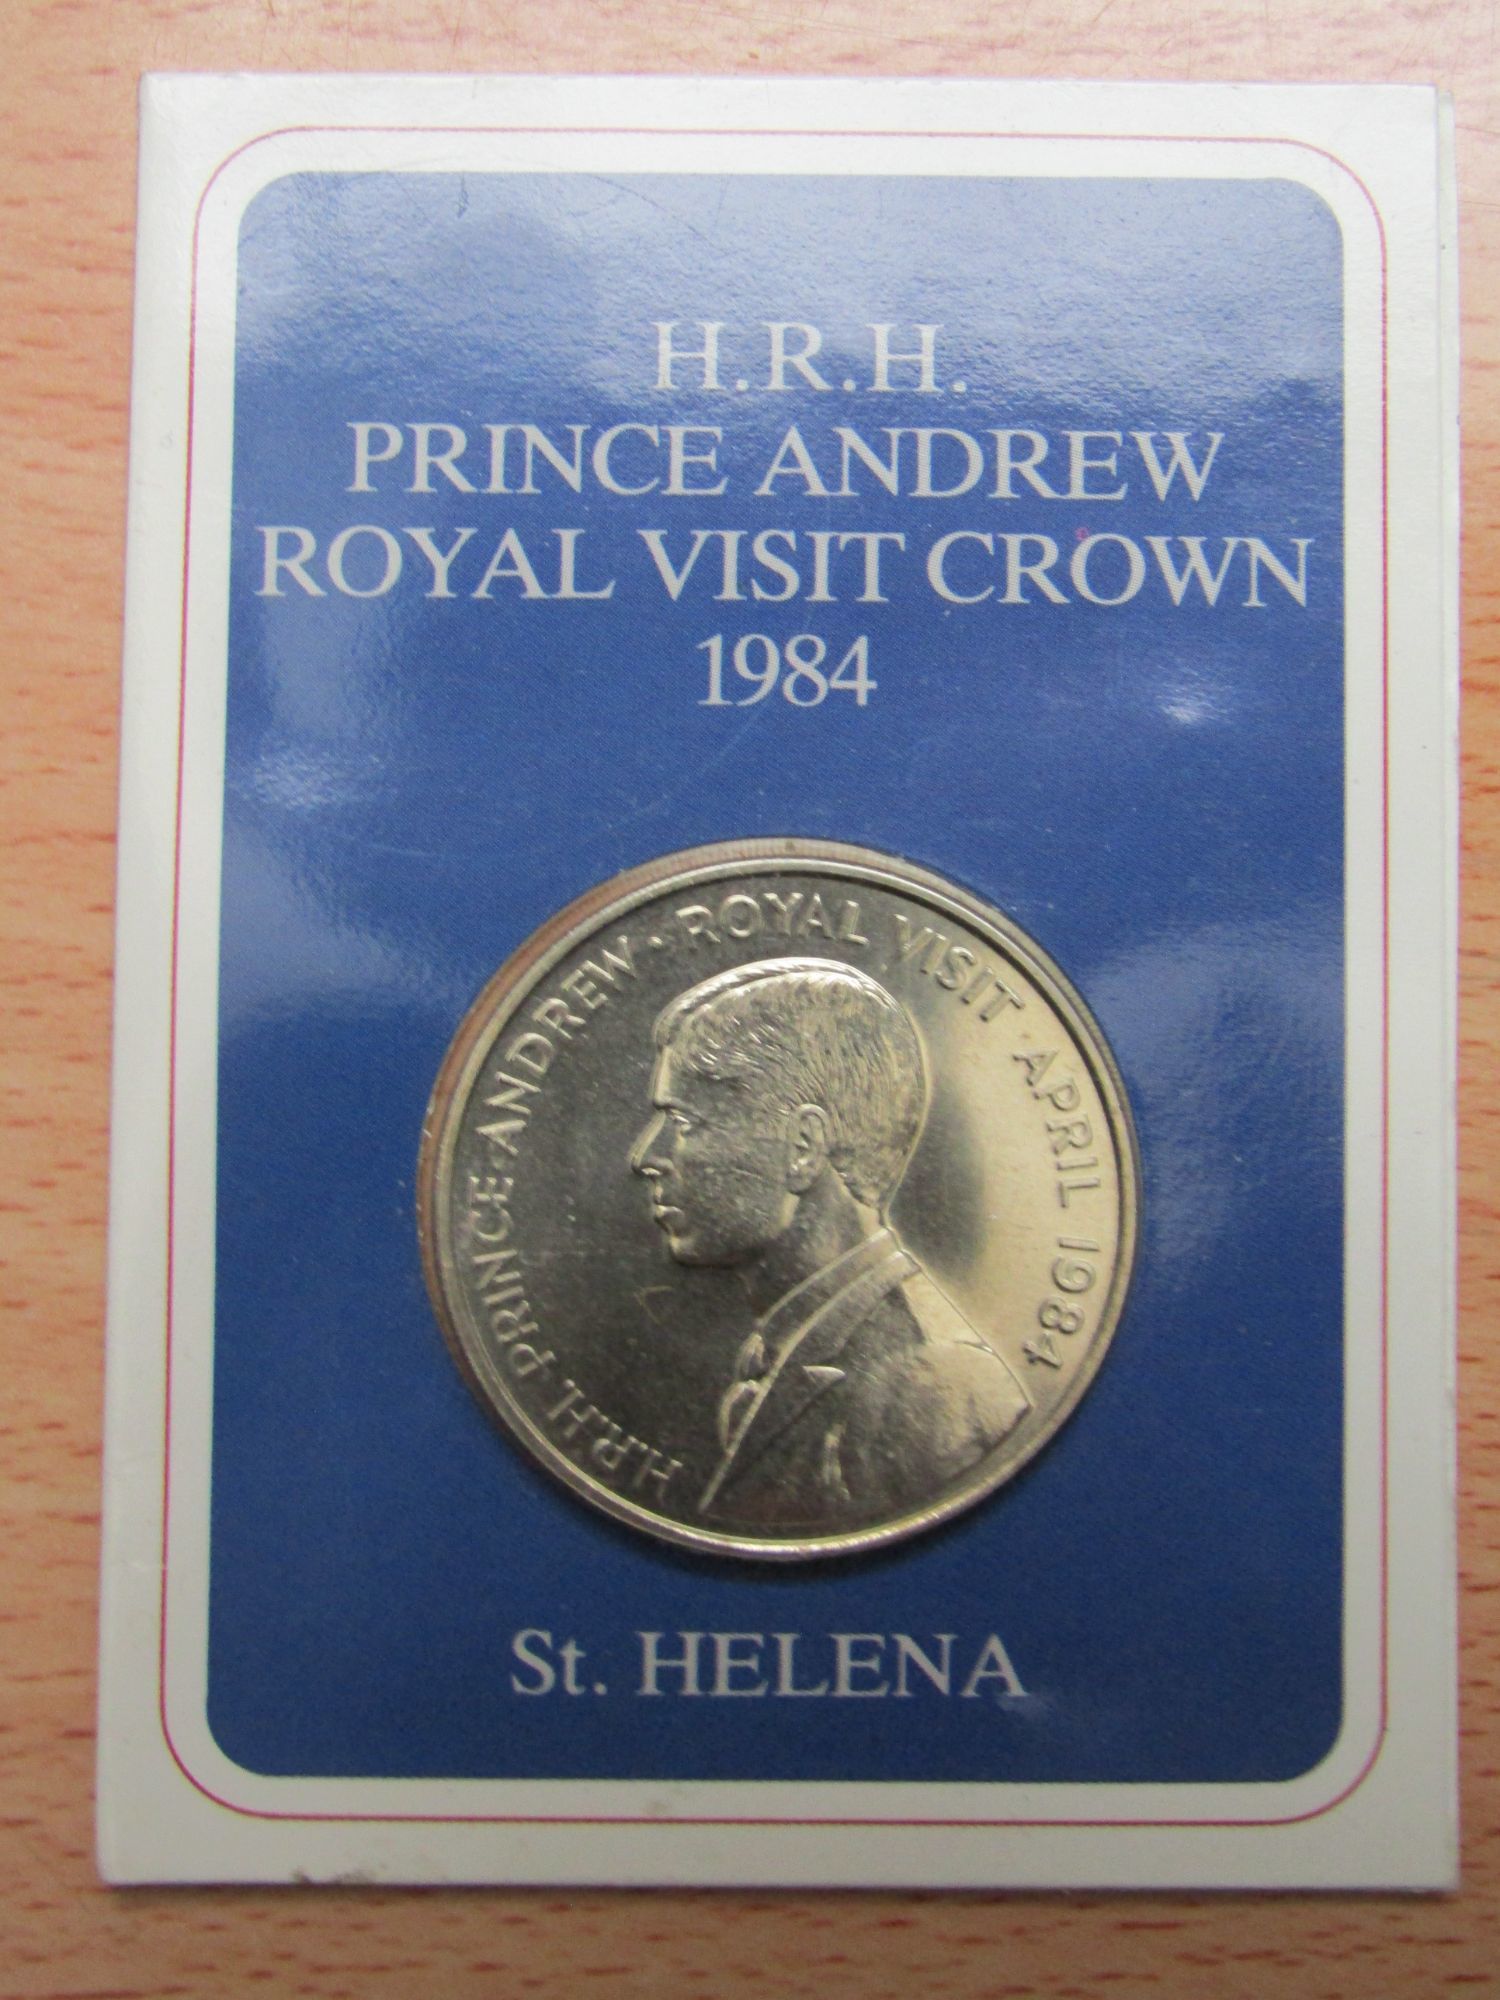 H.R.H.
PRINCE ANDREW
ROYAL VISIT CROWN
1984
H.R.H. PRINCE·ANDREW·ROYAL VISIT APRIL 1984
St. HELENA